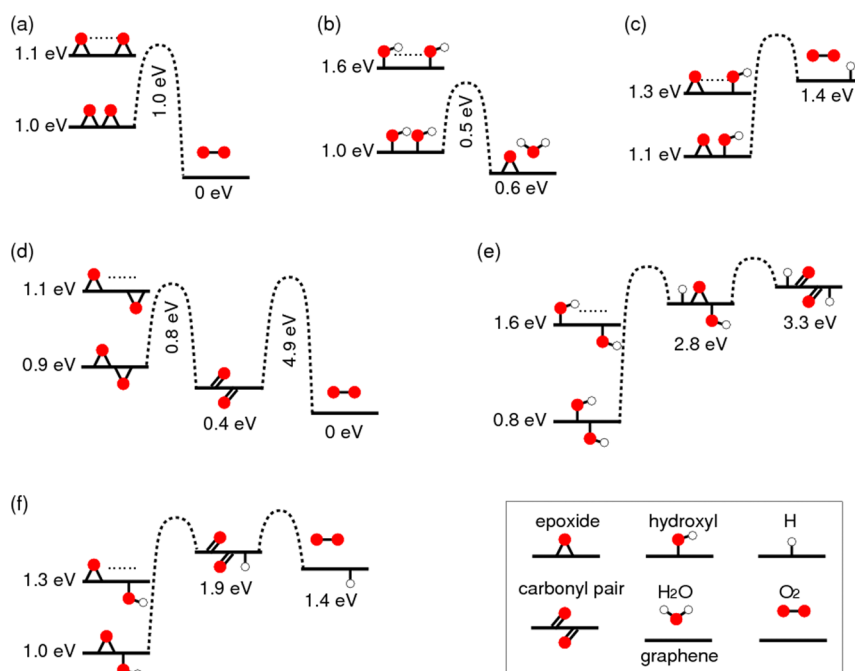 (a)
1.1 eV
1.0 eV
1.0 eV
0 eV
(b)
1.6 eV
1.0 eV
0.5 eV
0.6 eV
(c)
1.3 eV
1.1 eV
1.4 eV
(d)
1.1 eV
0.9 eV
0.8 eV
0.4 eV
4.9 eV
0 eV
(e)
1.6 eV
0.8 eV
2.8 eV
3.3 eV
(f)
1.3 eV
1.0 eV
1.9 eV
1.4 eV
epoxide hydroxyl H
carbonyl pair H2O O2
graphene